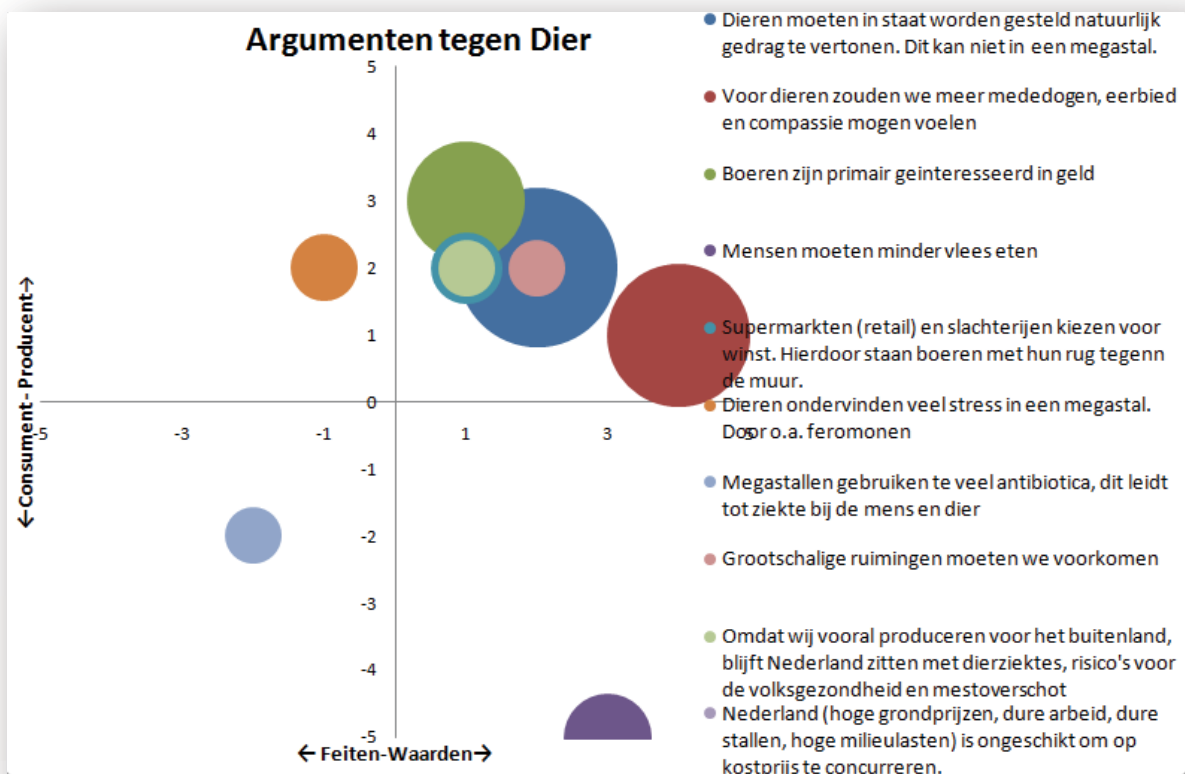 Argumenten tegen Dier
5
4
3
2
1
0
-1
-2
-3
-4
-5
-5
-3
-1
1
3
5
←Consument- Producent→
← Feiten-Waarden→
Dieren moeten in staat worden gesteld natuurlijk
gedrag te vertonen. Dit kan niet in een megastal.
Voor dieren zouden we meer mededogen, eerbied
en compassie mogen voelen
Boeren zijn primair geinteresseerd in geld
Mensen moeten minder vlees eten
Supermarkten (retail) en slachterijen kiezen voor
winst. Hierdoor staan boeren met hun rug tegenn
de muur.
Dieren ondervinden veel stress in een megastal.
Door o.a. feromonen
Megastallen gebruiken te veel antibiotica, dit leidt
tot ziekte bij de mens en dier
Grootschalige ruimingen moeten we voorkomen
Omdat wij vooral produceren voor het buitenland,
blijft Nederland zitten met dierziektes, risico's voor
de volksgezondheid en mestoverschot
Nederland (hoge grondprijzen, dure arbeid, dure
stallen, hoge milieulasten) is ongeschikt om op
kostprijs te concurreren.